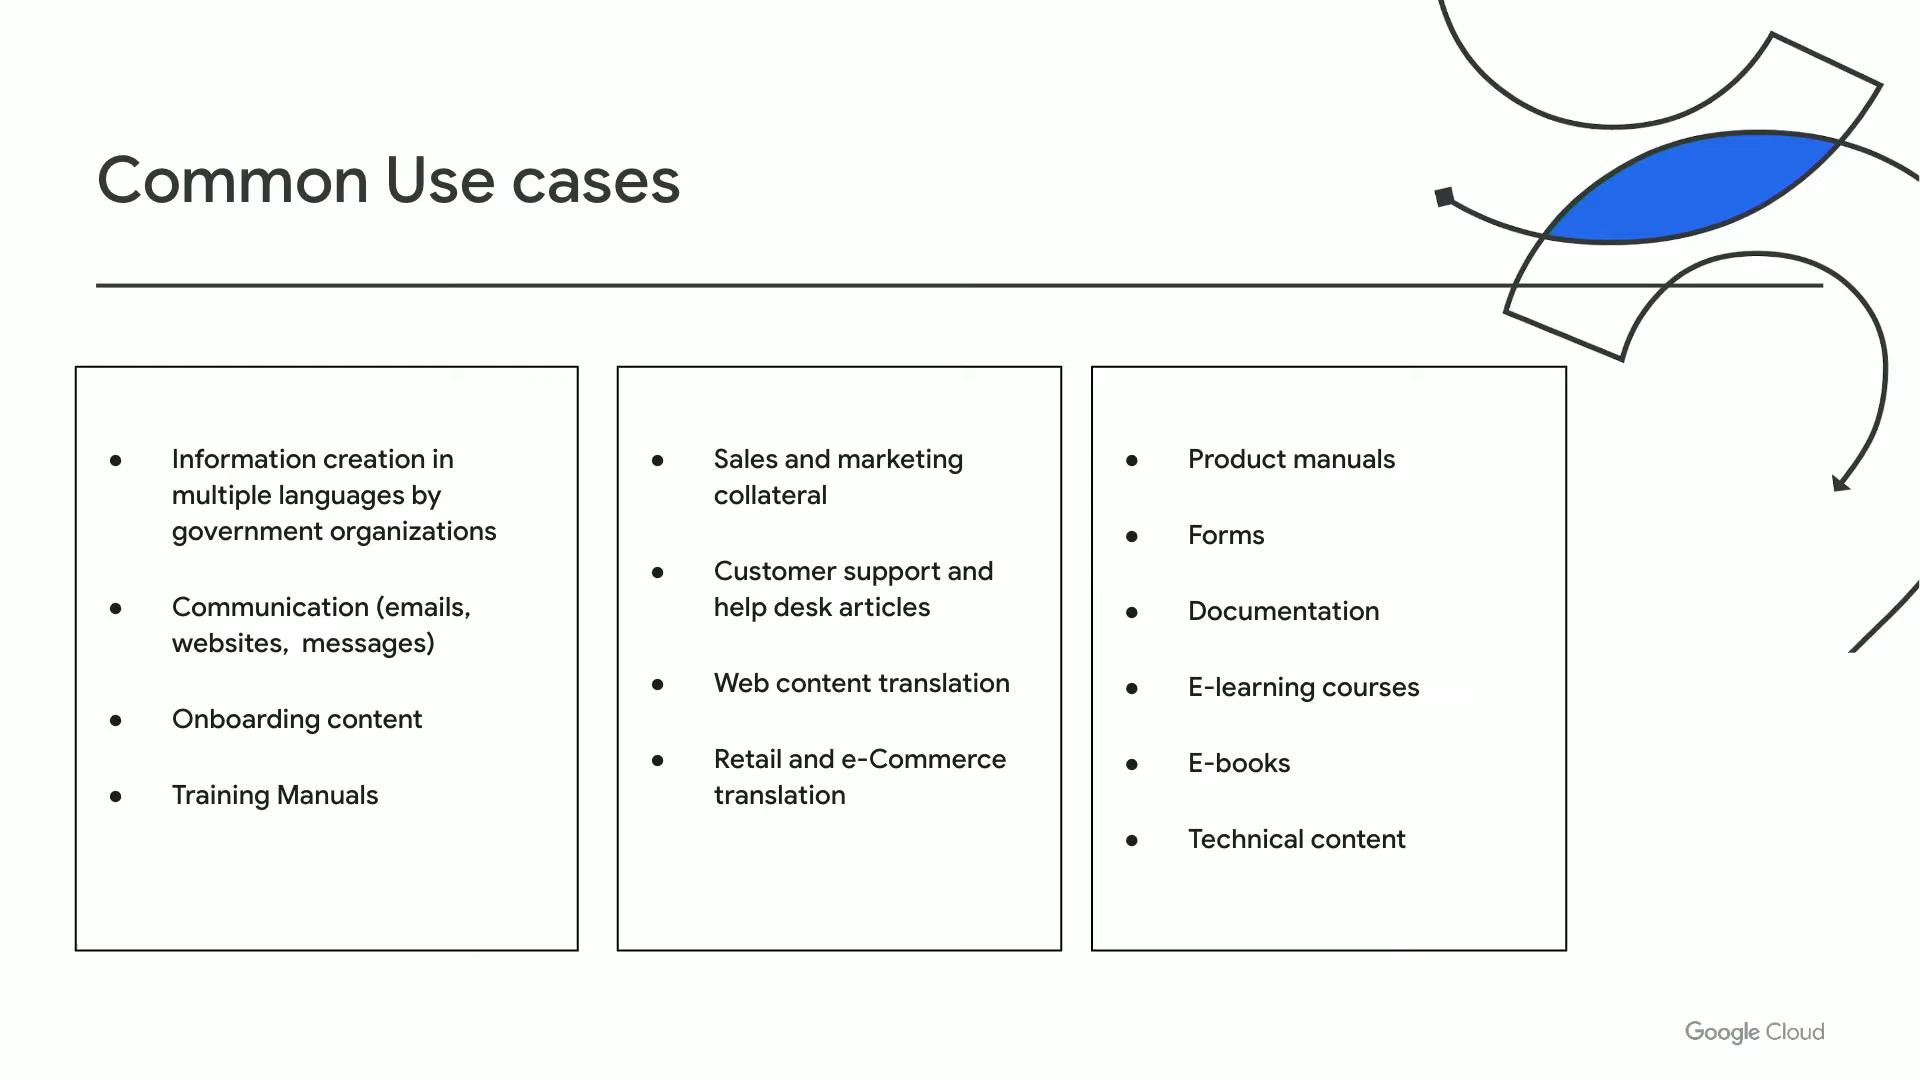 Common Use cases
● Information creation in
multiple languages by
government organizations
● Communication (emails,
websites,  messages)
● Onboarding content
● Training Manuals
● Sales and marketing
collateral
● Customer support and
help desk articles
● Web content translation
● Retail and e-Commerce
translation
● Product manuals
● Forms
● Documentation
● E-learning courses
● E-books
● Technical content
Google Cloud